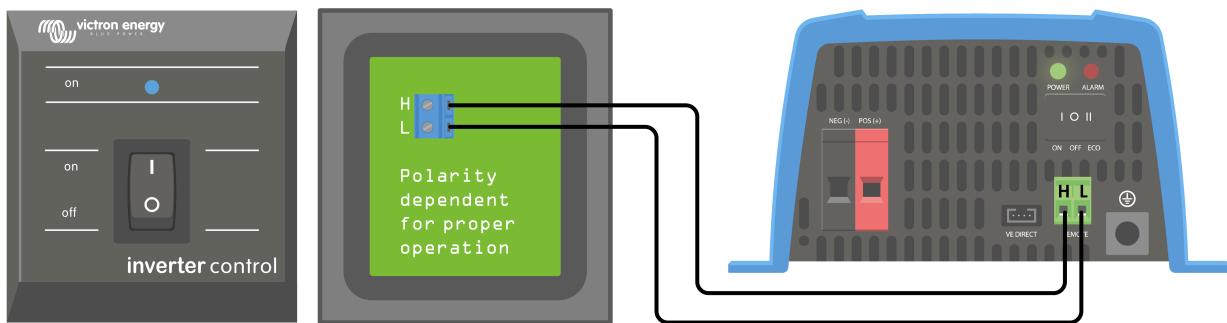 victron energy
BLUE POWER
on
on
I
O
off
inverter control
H
L
Polarity
dependent
for proper
operation
POWER ALARM
I O II
ON OFF ECO
NEG (-) POS (+)
H L
VE DIRECT
REMOTE